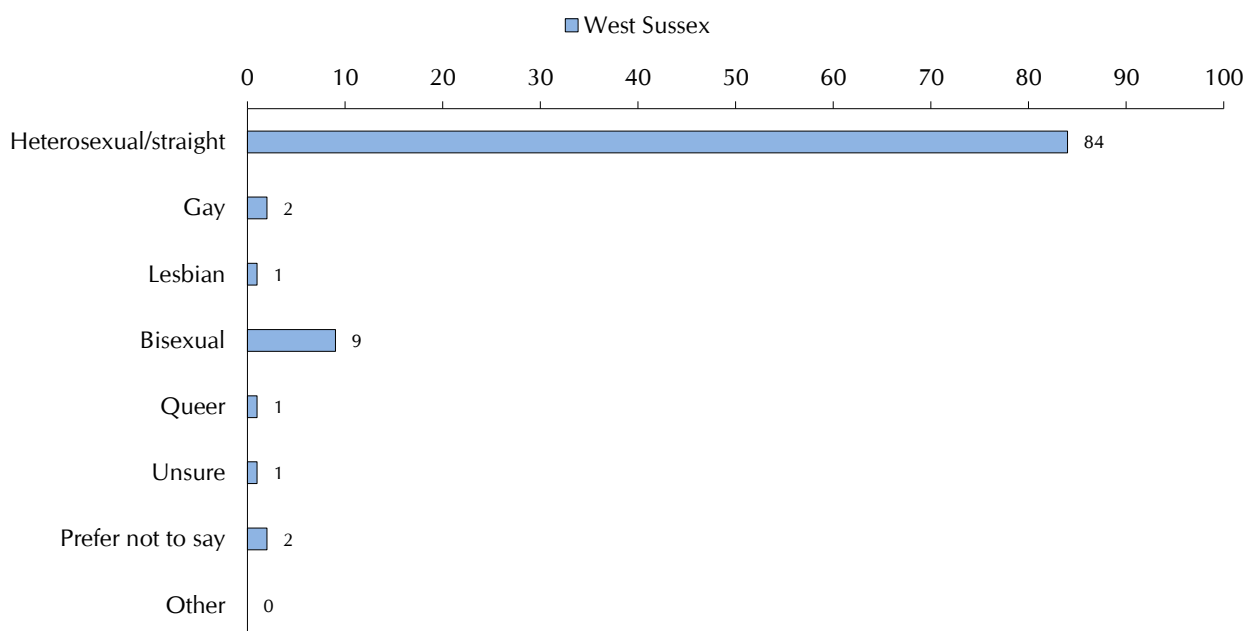 West Sussex
0 10 20 30 40 50 60 70 80 90 100
Heterosexual/straight 84
Gay 2
Lesbian 1
Bisexual 9
Queer 1
Unsure 1
Prefer not to say 2
Other 0